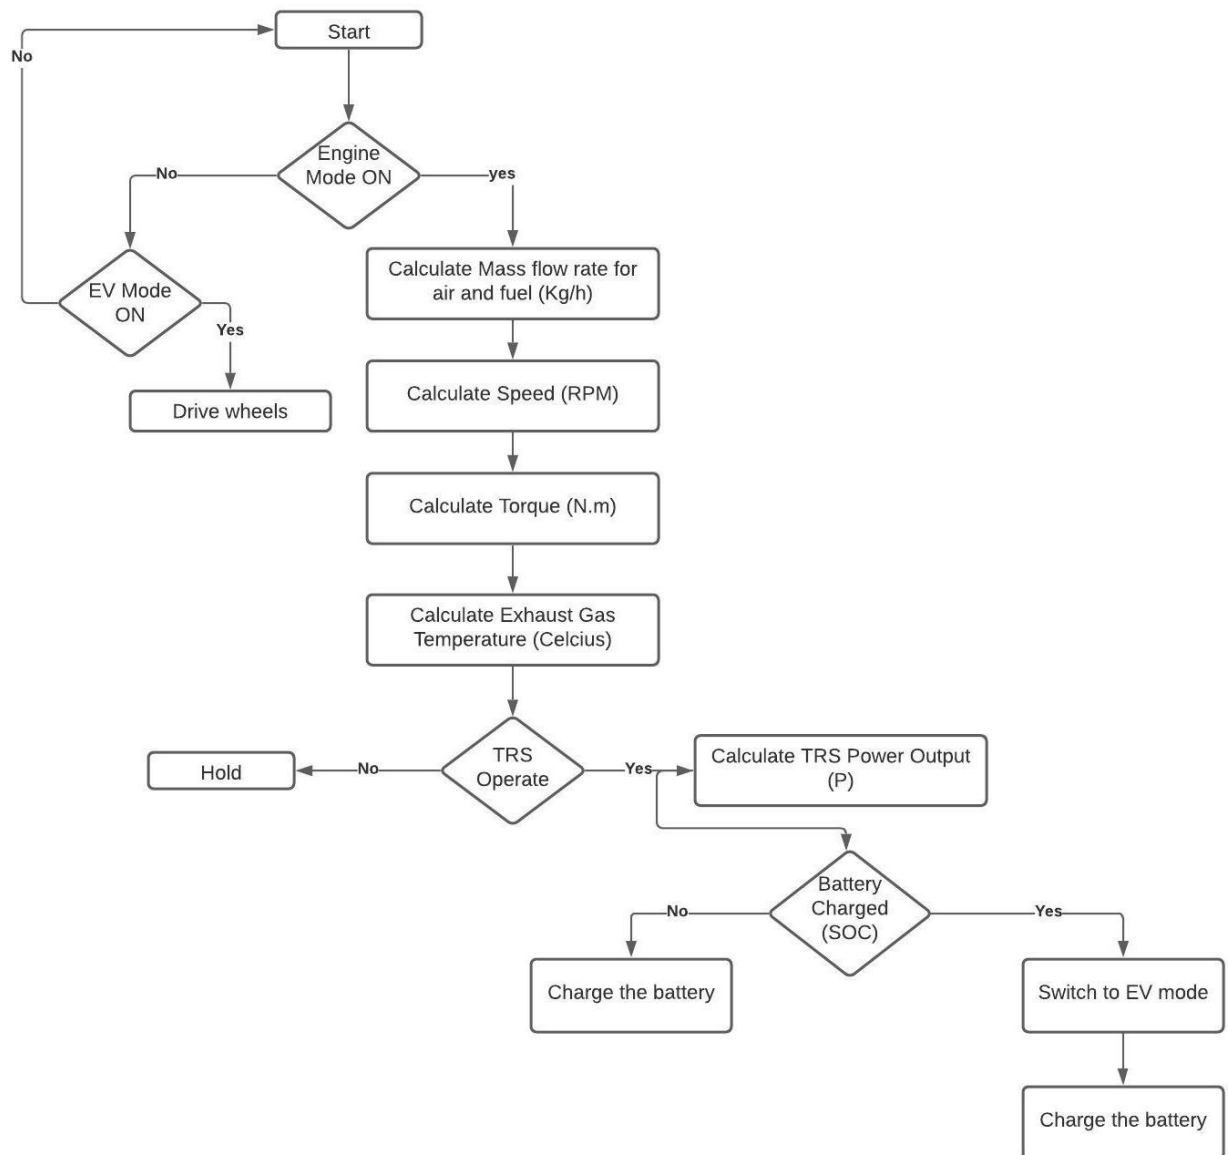 Start
No
Engine
Mode ON
No
yes
EV Mode
ON
Yes
Drive wheels
Calculate Mass flow rate for
air and fuel (Kg/h)
Calculate Speed (RPM)
Calculate Torque (N.m)
Calculate Exhaust Gas
Temperature (Celcius)
TRS
Operate
No
Hold
Yes
Calculate TRS Power Output
(P)
Battery
Charged
(SOC)
No
Yes
Charge the battery
Switch to EV mode
Charge the battery